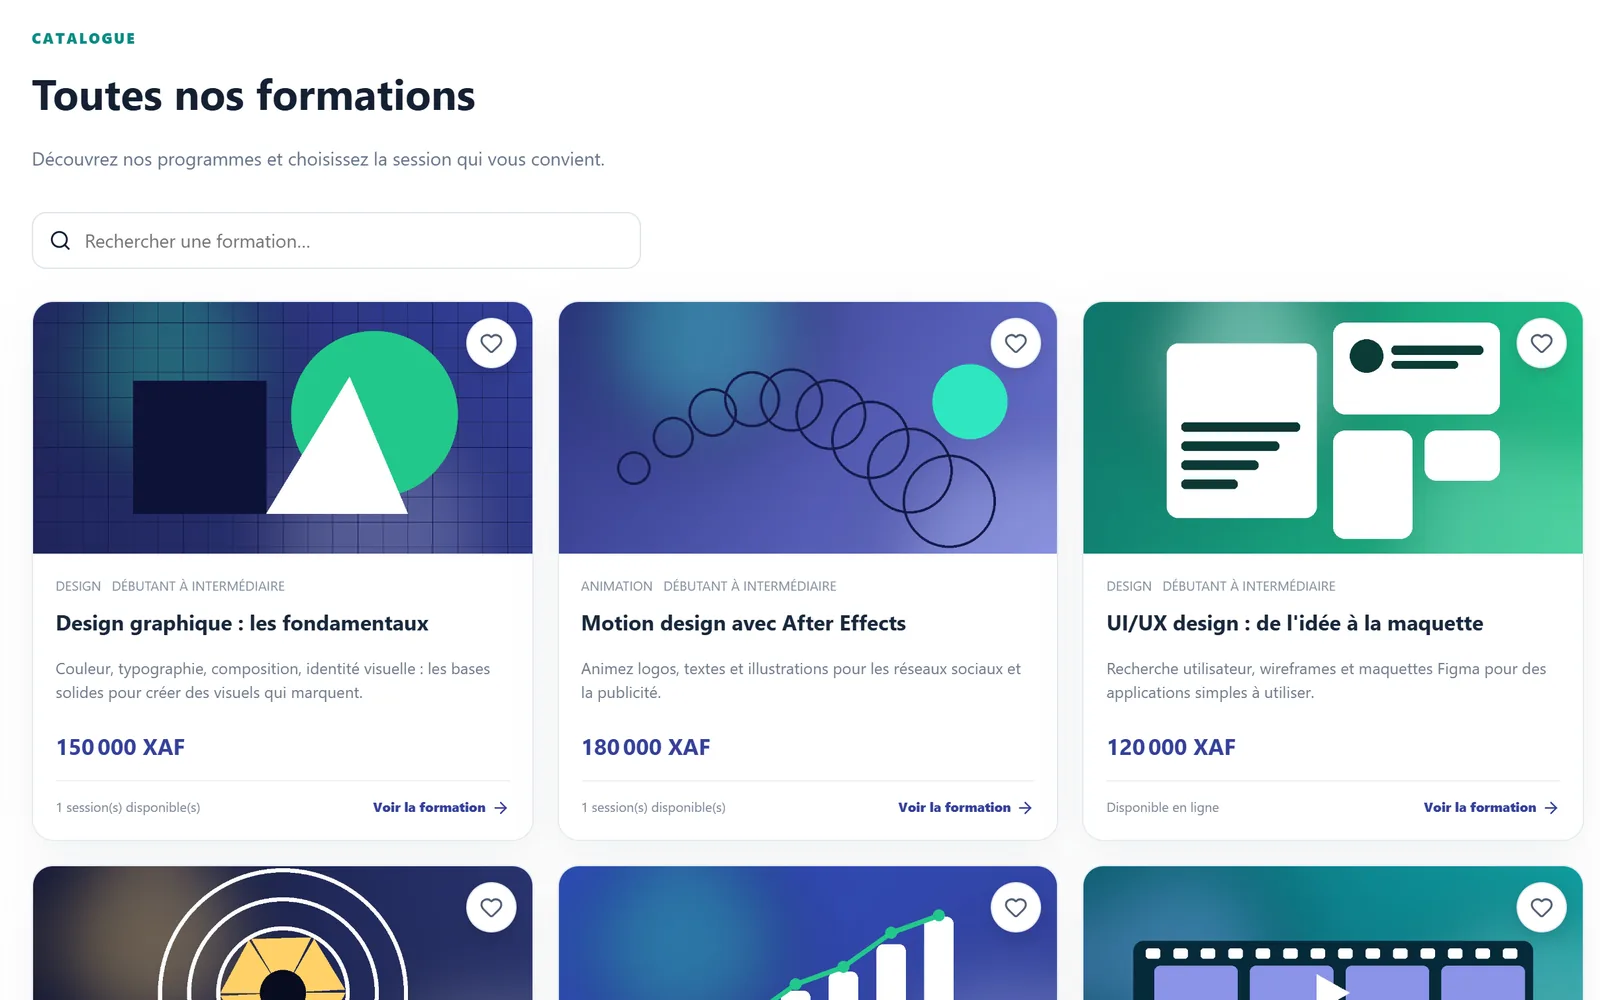 CATALOGUE
Toutes nos formations
Découvrez nos programmes et choisissez la session qui vous convient.
Rechercher une formation...
DESIGN DÉBUTANT À INTERMÉDIAIRE
Design graphique : les fondamentaux
Couleur, typographie, composition, identité visuelle : les bases
solides pour créer des visuels qui marquent.
150 000 XAF
1 session(s) disponible(s)
Voir la formation →
ANIMATION DÉBUTANT À INTERMÉDIAIRE
Motion design avec After Effects
Animez logos, textes et illustrations pour les réseaux sociaux et
la publicité.
180 000 XAF
1 session(s) disponible(s)
Voir la formation →
DESIGN DÉBUTANT À INTERMÉDIAIRE
UI/UX design : de l'idée à la maquette
Recherche utilisateur, wireframes et maquettes Figma pour des
applications simples à utiliser.
120 000 XAF
Disponible en ligne
Voir la formation →